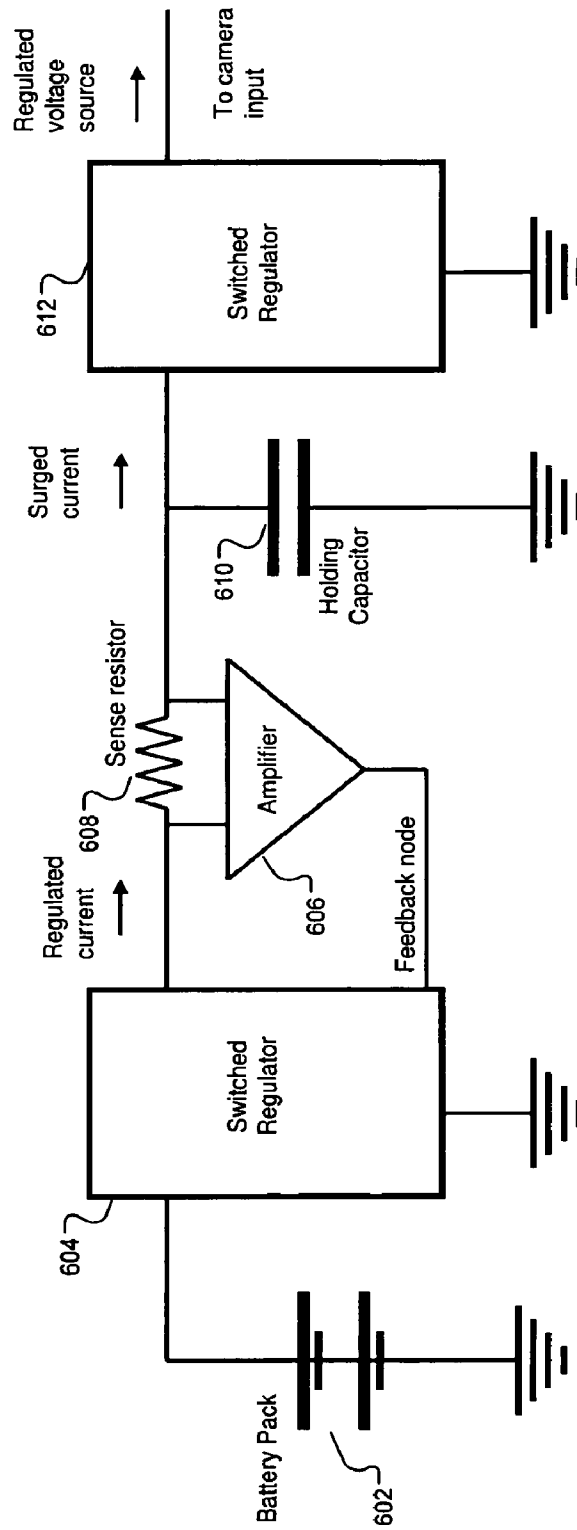 Battery Pack
602
604
Switched
Regulator
Regulated
current
608
Sense resistor
Amplifier
606
Feedback node
Surged
current
610
Holding
Capacitor
612
Switched
Regulator
Regulated
voltage
source
To camera
input